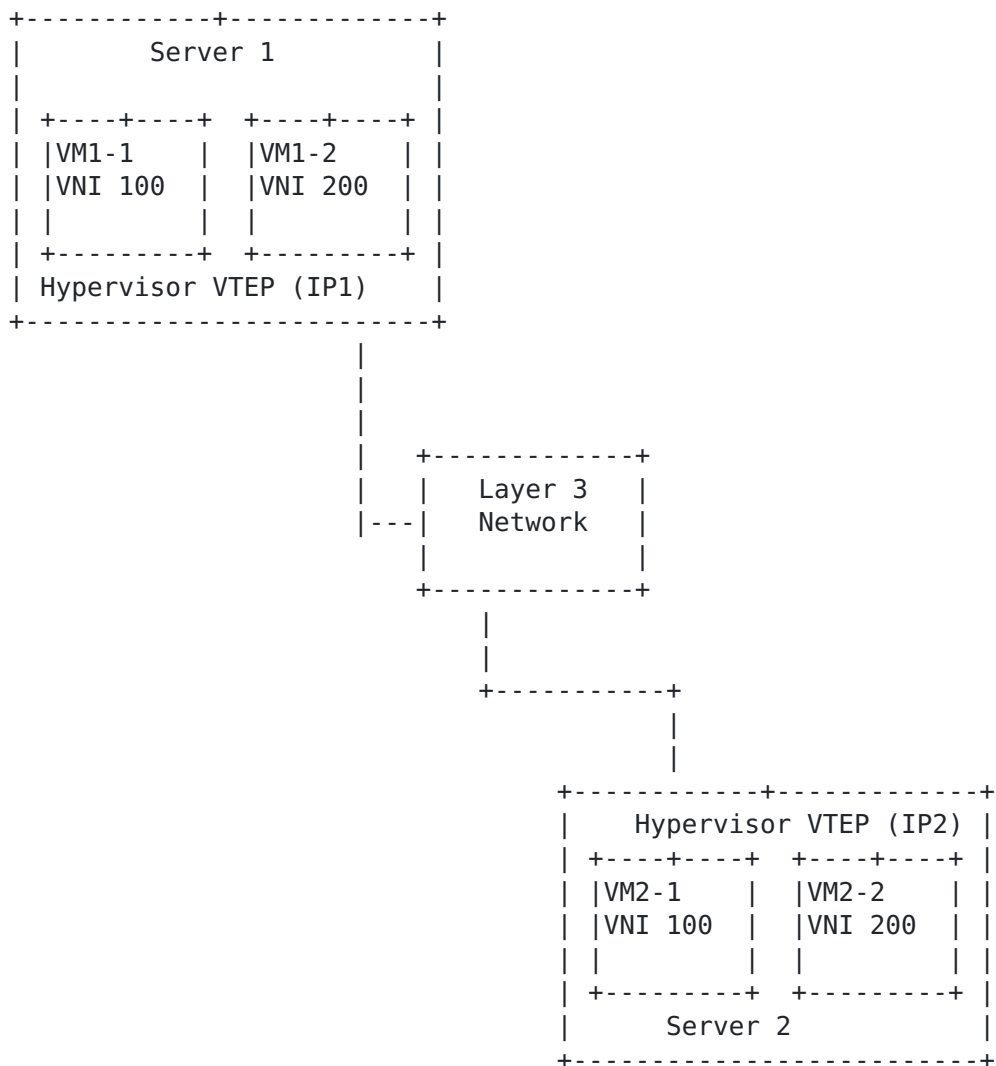 Server 1
VM1-1 VM1-2
VNI 100 VNI 200
Hypervisor VTEP (IP1)
Layer 3
Network
Hypervisor VTEP (IP2)
VM2-1 VM2-2
VNI 100 VNI 200
Server 2